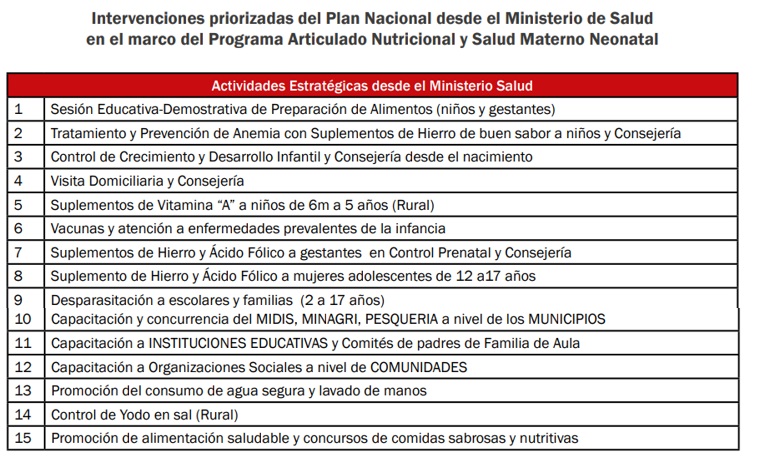 Intervenciones priorizadas del Plan Nacional desde el Ministerio de Salud
en el marco del Programa Articulado Nutricional y Salud Materno Neonatal
Actividades Estratégicas desde el Ministerio Salud
1 Sesión Educativa-Demostrativa de Preparación de Alimentos (niños y gestantes)
2 Tratamiento y Prevención de Anemia con Suplementos de Hierro de buen sabor a niños y Consejería
3 Control de Crecimiento y Desarrollo Infantil y Consejería desde el nacimiento
4 Visita Domiciliaria y Consejería
5 Suplementos de Vitamina “A” a niños de 6m a 5 años (Rural)
6 Vacunas y atención a enfermedades prevalentes de la infancia
7 Suplementos de Hierro y Ácido Fólico a gestantes en Control Prenatal y Consejería
8 Suplemento de Hierro y Ácido Fólico a mujeres adolescentes de 12 a17 años
9 Desparasitación a escolares y familias (2 a 17 años)
10 Capacitación y concurrencia del MIDIS, MINAGRI, PESQUERIA a nivel de los MUNICIPIOS
11 Capacitación a INSTITUCIONES EDUCATIVAS y Comités de padres de Familia de Aula
12 Capacitación a Organizaciones Sociales a nivel de COMUNIDADES
13 Promoción del consumo de agua segura y lavado de manos
14 Control de Yodo en sal (Rural)
15 Promoción de alimentación saludable y concursos de comidas sabrosas y nutritivas